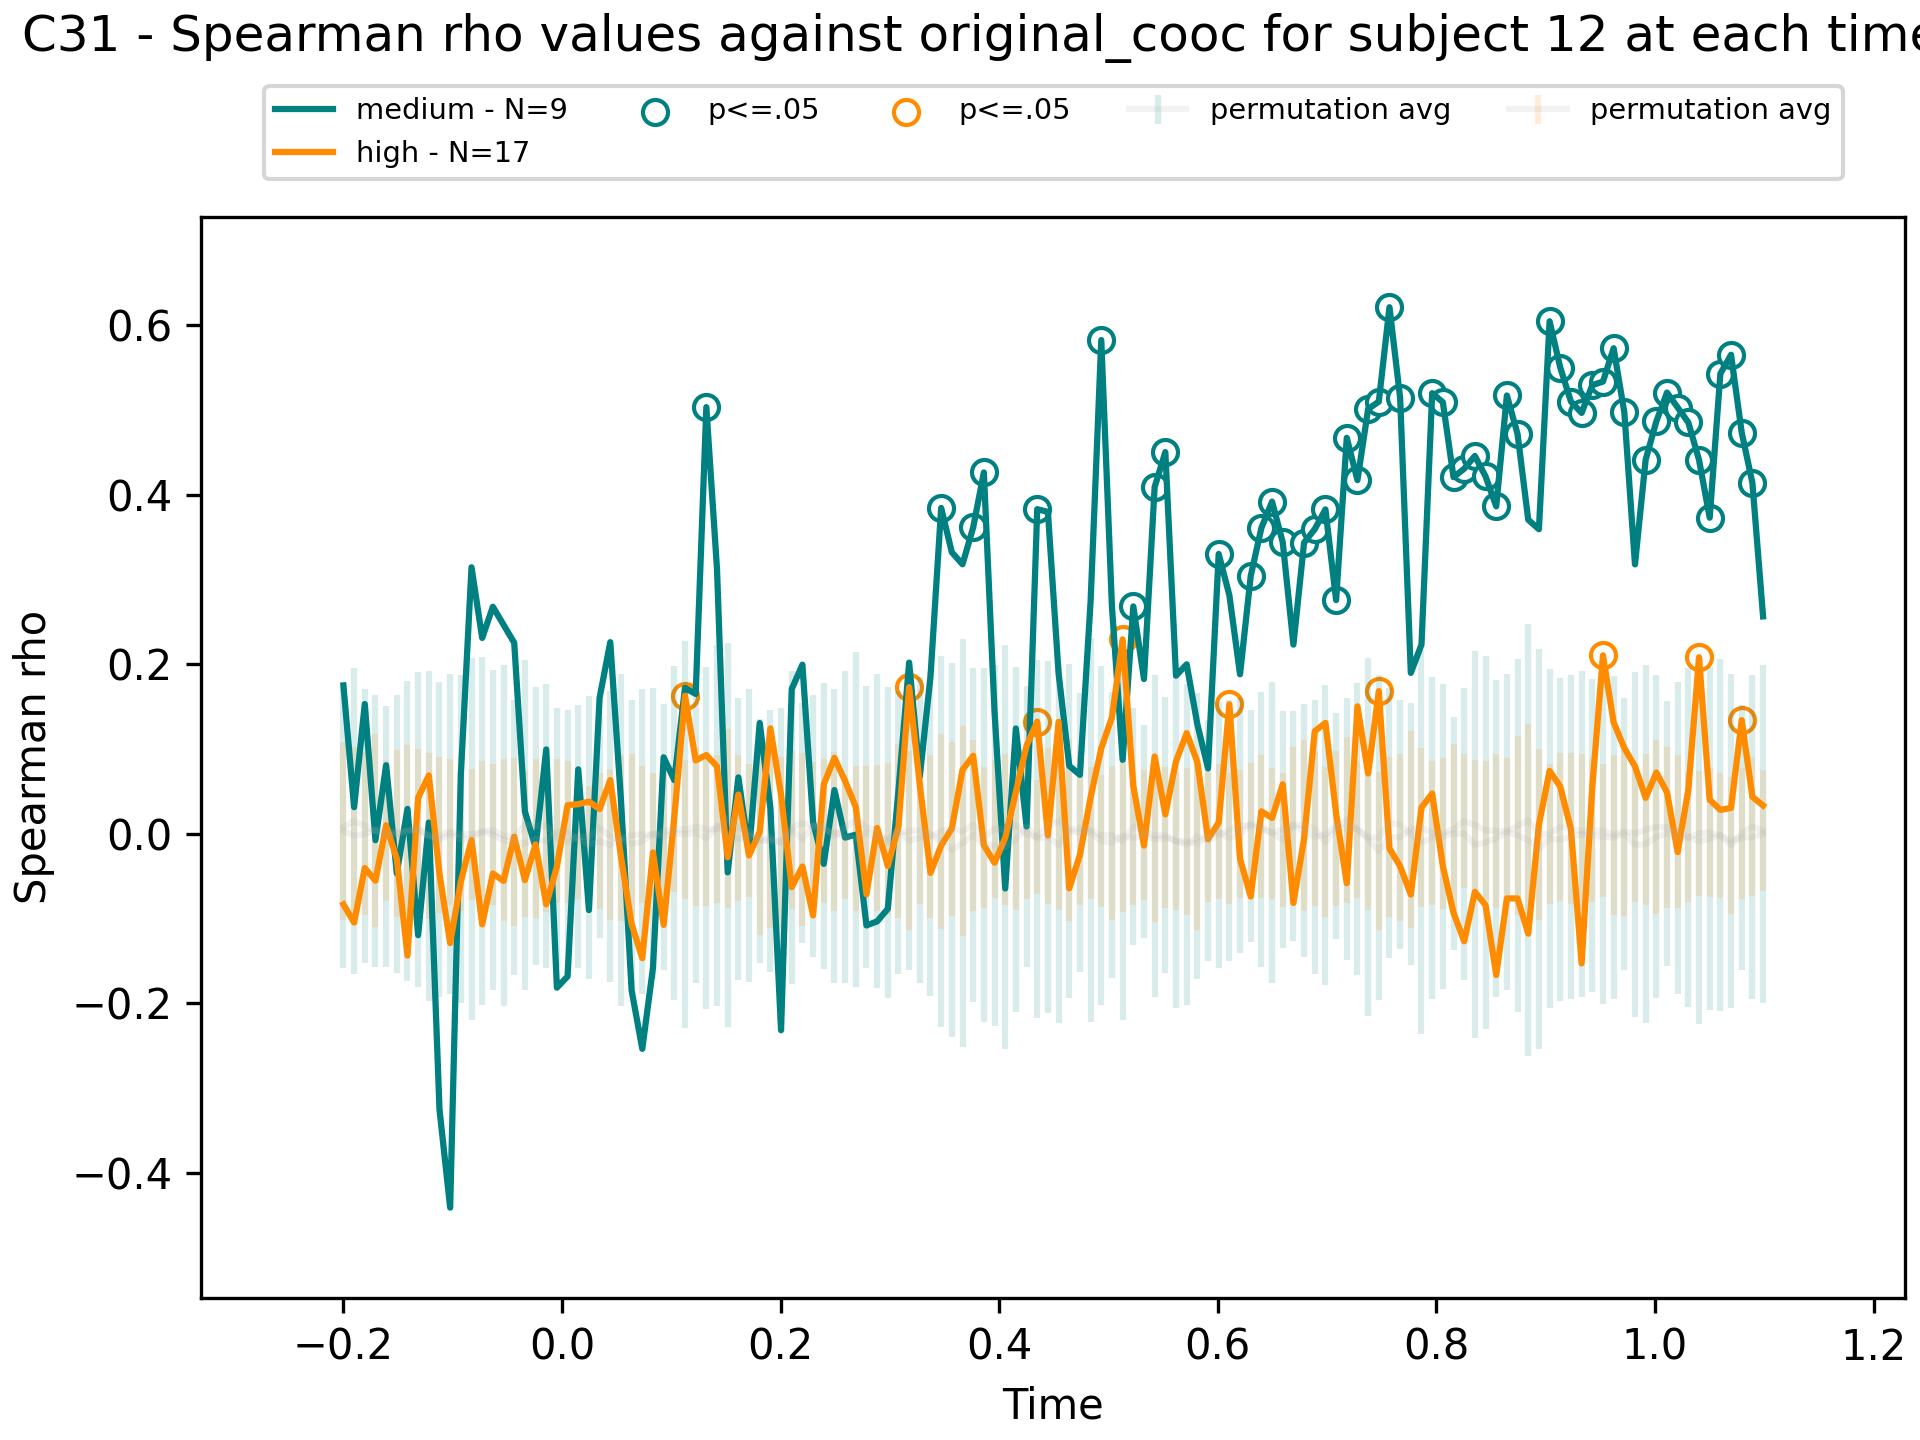 C31 - Spearman rho values against original_cooc for subject 12 at each time
medium - N=9
high - N=17
p<=.05
p<=.05
permutation avg
permutation avg
Spearman rho
0.6
0.4
0.2
0.0
−0.2
−0.4
−0.2 0.0 0.2 0.4 0.6 0.8 1.0 1.2
Time